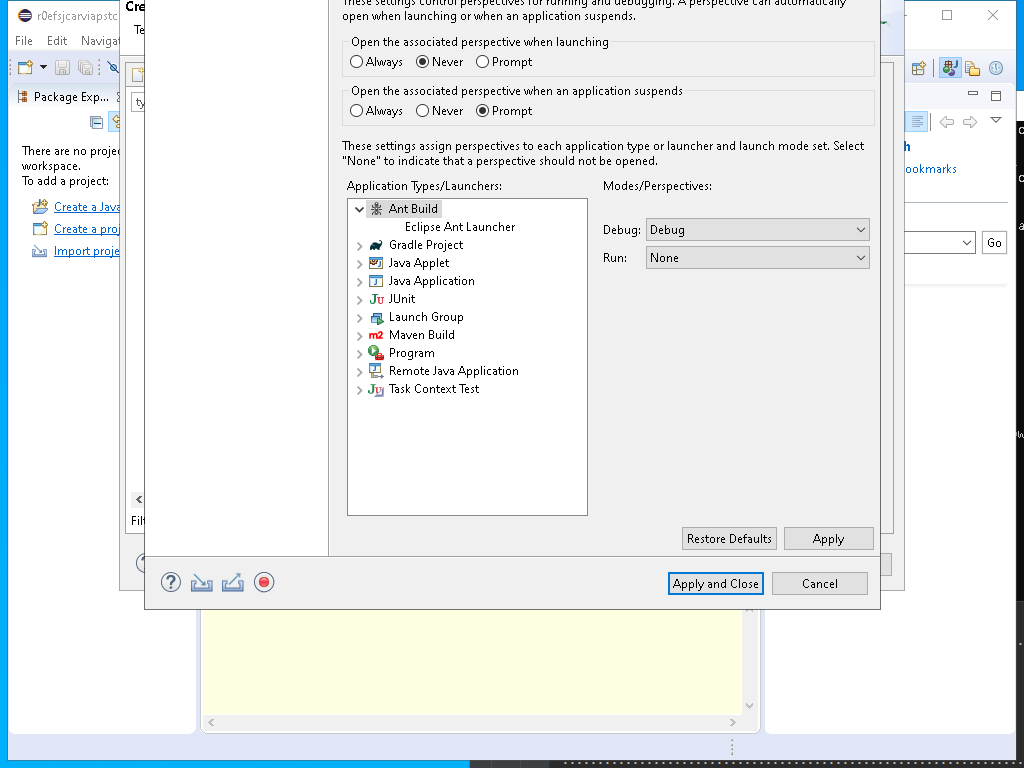 r0efsjcarviapstc
File Edit Navigat
Package Exp...
There are no proje
workspace.
To add a project:
Create a Java
Create a proj
Import proje
Cre
Te
ty
Filt
These settings control perspectives for running and debugging. A perspective can automatically
open when launching or when an application suspends.
Open the associated perspective when launching
Always Never Prompt
Open the associated perspective when an application suspends
Always Never Prompt
These settings assign perspectives to each application type or launcher and launch mode set. Select
"None" to indicate that a perspective should not be opened.
Application Types/Launchers:
Modes/Perspectives:
Ant Build
Eclipse Ant Launcher
Gradle Project
Java Applet
Java Application
JUnit
Launch Group
Maven Build
Program
Remote Java Application
Task Context Test
Debug: Debug
Run: None
Restore Defaults Apply
Apply and Close Cancel
h
ookmarks
Go